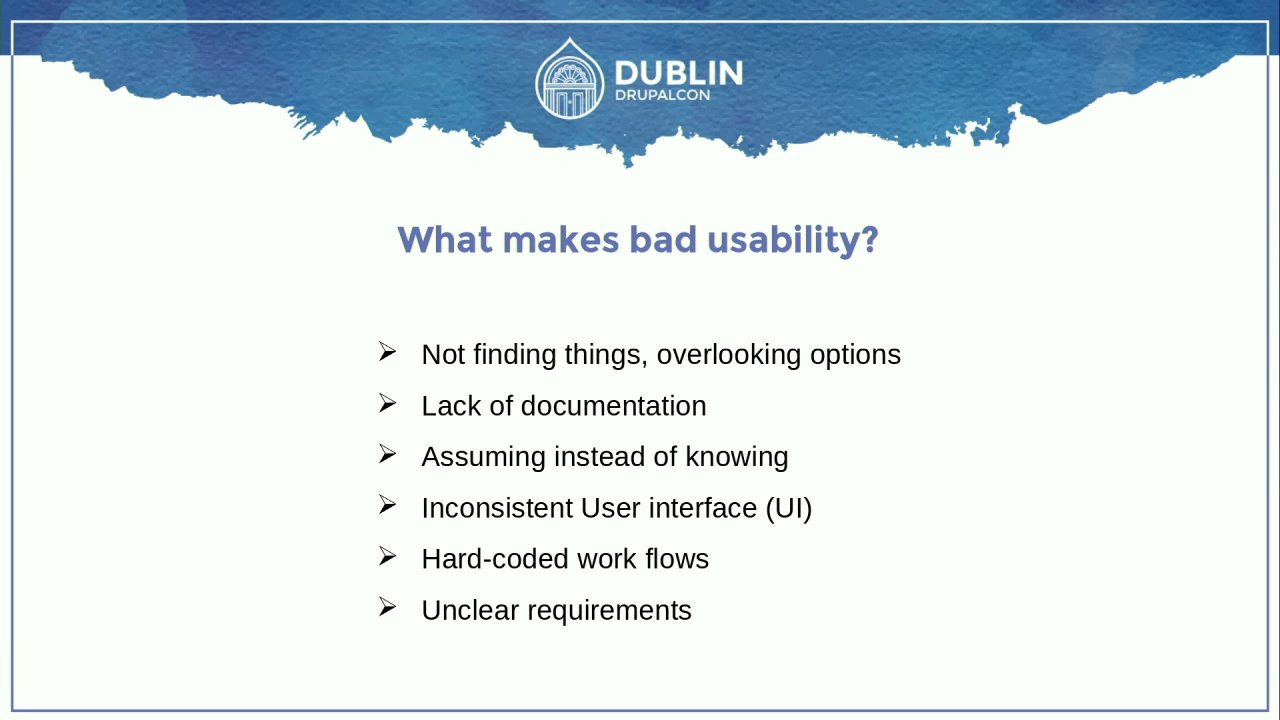 DUBLIN
DRUPALCON
What makes bad usability?
Not finding things, overlooking options
Lack of documentation
Assuming instead of knowing
Inconsistent User interface (UI)
Hard-coded work flows
Unclear requirements